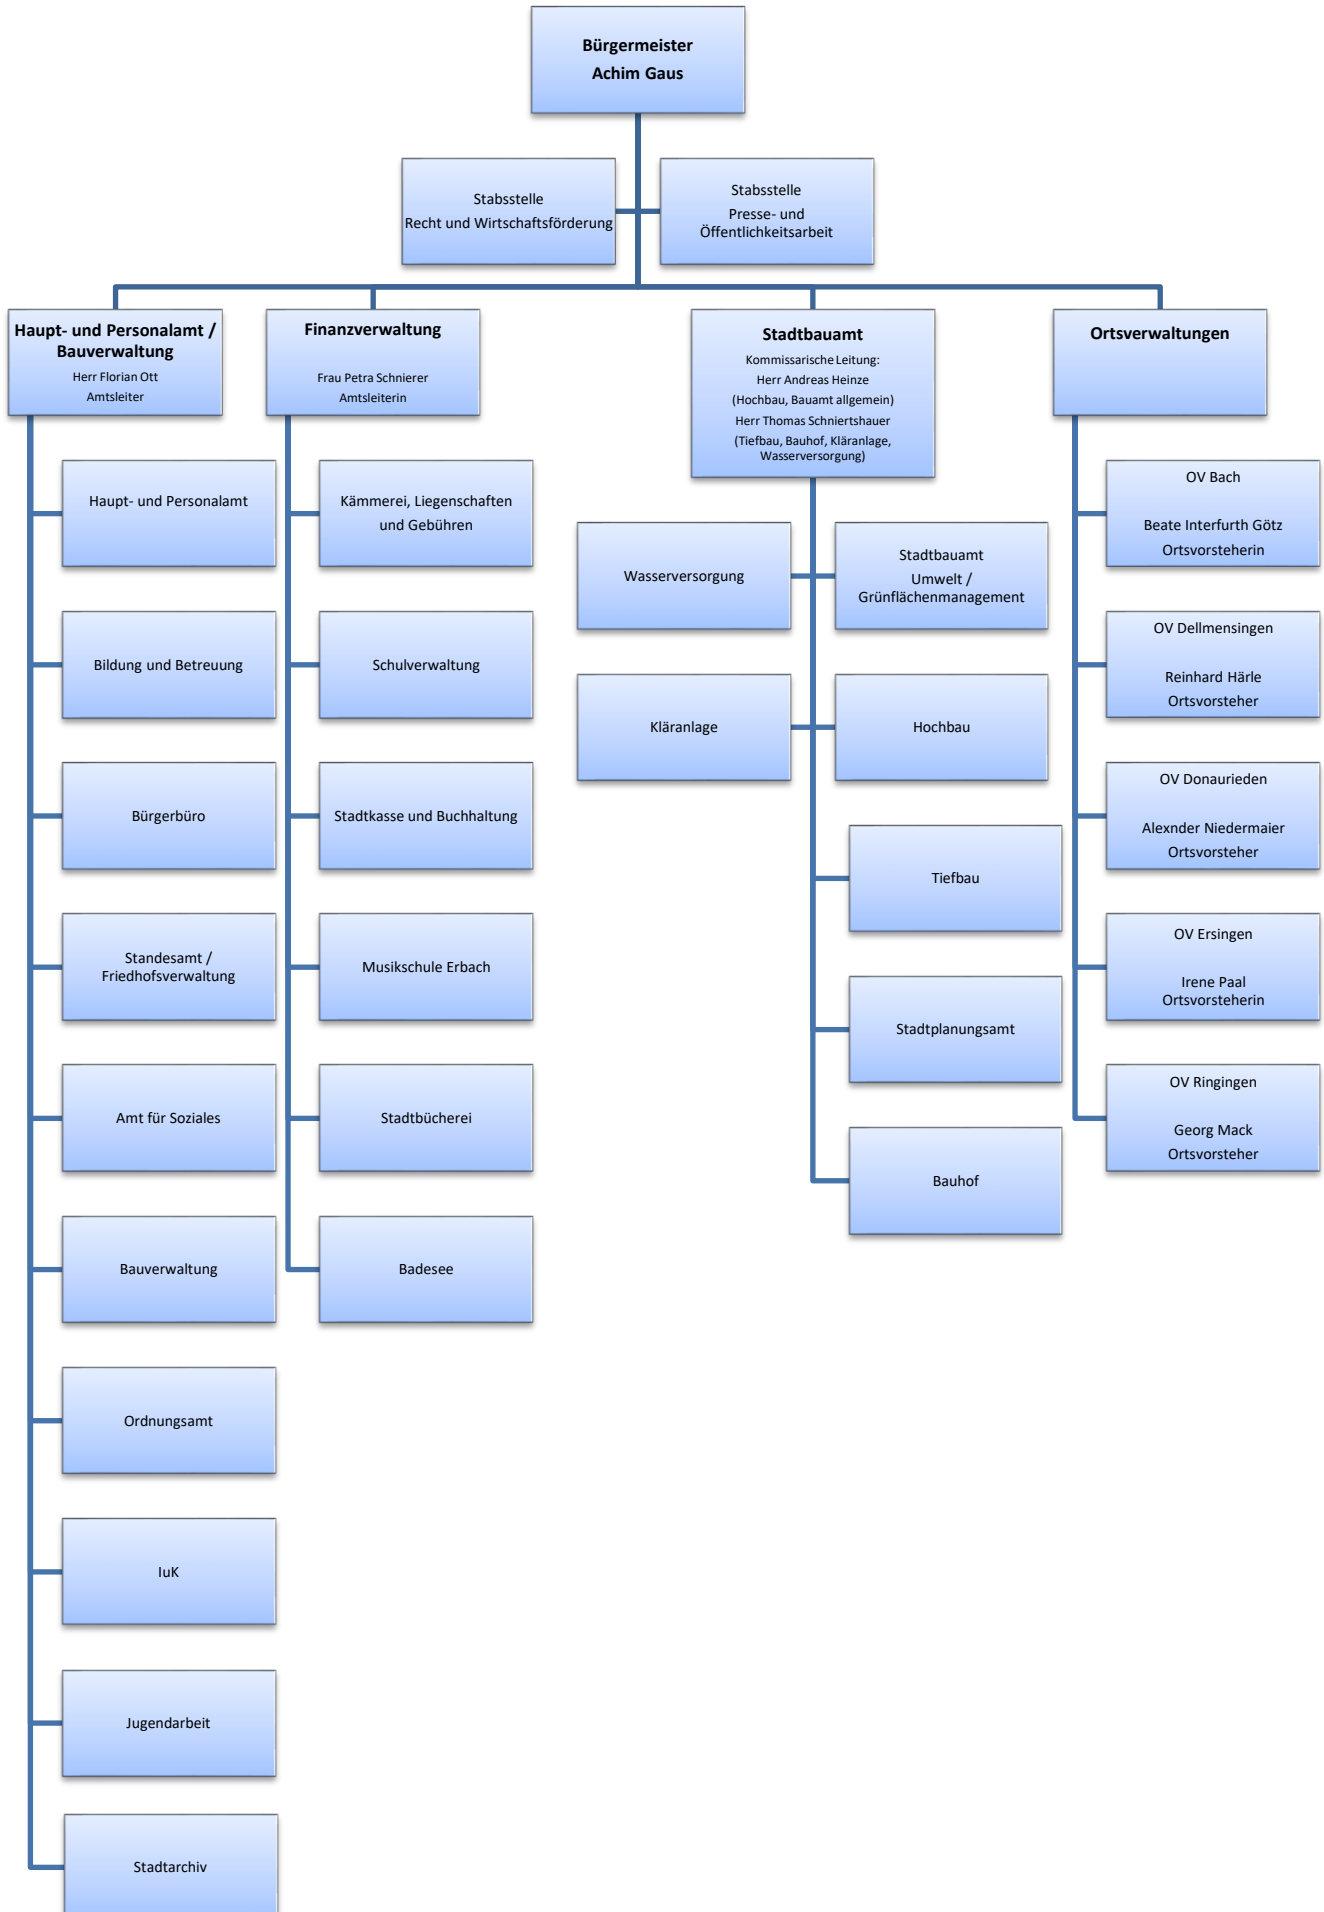 Bürgermeister
Achim Gaus
Stabsstelle
Recht und Wirtschaftsförderung
Stabsstelle
Presse- und
Öffentlichkeitsarbeit
Haupt- und Personalamt /
Bauverwaltung
Herr Florian Ott
Amtsleiter
Haupt- und Personalamt
Bildung und Betreuung
Bürgerbüro
Standesamt /
Friedhofsverwaltung
Amt für Soziales
Bauverwaltung
Ordnungsamt
IuK
Jugendarbeit
Stadtarchiv
Finanzverwaltung
Frau Petra Schnierer
Amtsleiterin
Kämmerei, Liegenschaften
und Gebühren
Schulverwaltung
Stadtkasse und Buchhaltung
Musikschule Erbach
Stadtbücherei
Badesee
Stadtbauamt
Kommissarische Leitung:
Herr Andreas Heinze
(Hochbau, Bauamt allgemein)
Herr Thomas Schniertshauer
(Tiefbau, Bauhof, Kläranlage,
Wasserversorgung)
Wasserversorgung
Stadtbauamt
Umwelt /
Grünflächenmanagement
Kläranlage
Hochbau
Tiefbau
Stadtplanungsamt
Bauhof
Ortsverwaltungen
OV Bach
Beate Interfurth Götz
Ortsvorsteherin
OV Dellmensingen
Reinhard Härle
Ortsvorsteher
OV Donaurieden
Alexnder Niedermaier
Ortsvorsteher
OV Ersingen
Irene Paal
Ortsvorsteherin
OV Ringingen
Georg Mack
Ortsvorsteher